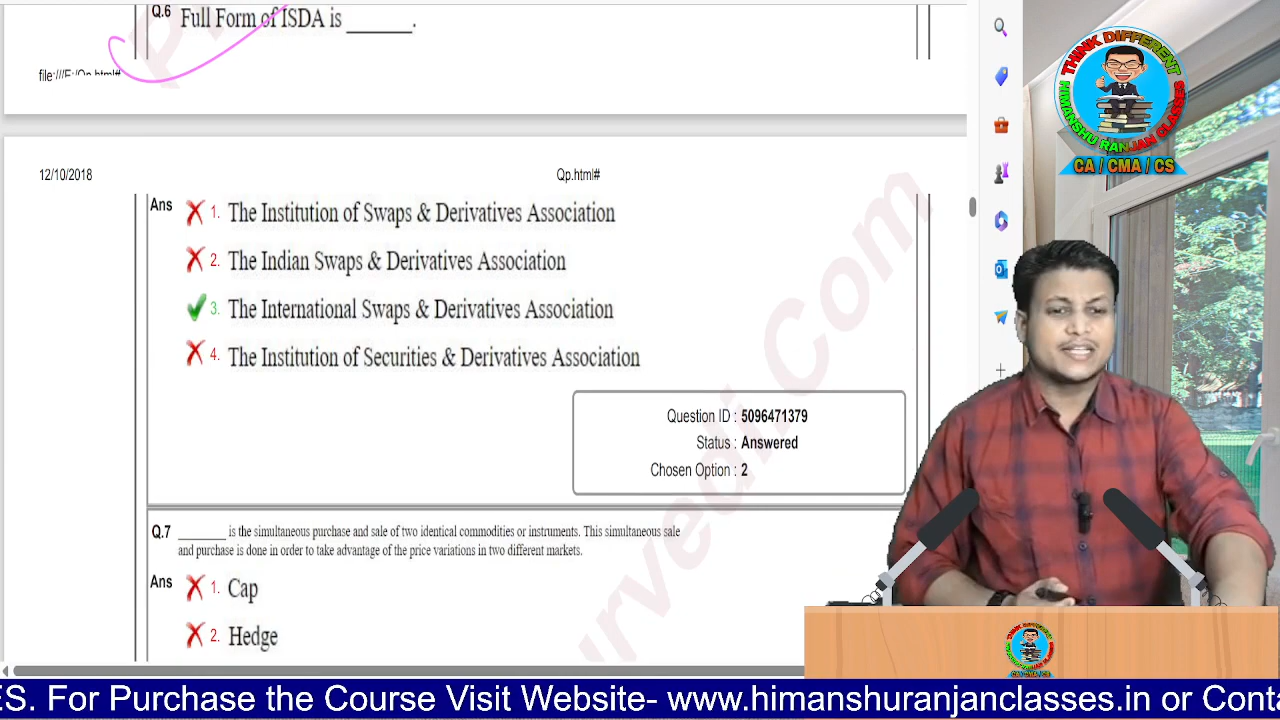 Q.6 Full Form of ISDA is ______.
12/10/2018 Qp.html#
Ans 1. The Institution of Swaps & Derivatives Association
2. The Indian Swaps & Derivatives Association
3. The International Swaps & Derivatives Association
4. The Institution of Securities & Derivatives Association
Question ID : 5096471379
Status : Answered
Chosen Option : 2
Q.7 ______ is the simultaneous purchase and sale of two identical commodities or instruments. This simultaneous sale
and purchase is done in order to take advantage of the price variations in two different markets.
Ans 1. Cap
2. Hedge
THINK DIFFERENT
HIMANSHU RANJAN CLASSES
CA / CMA / CS
CA / CMA / CS
ES. For Purchase the Course Visit Website- www.himanshuranjanclasses.in or Conta